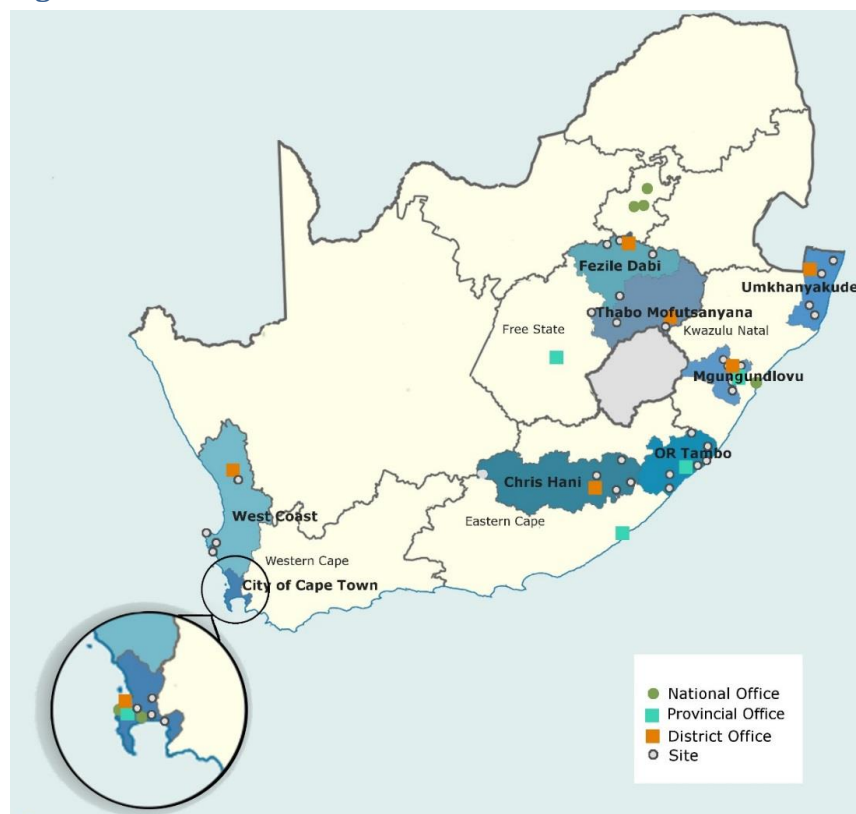 Fezile Dabi
Umkhanyakude
Thabo Mofutsanyana
Free State
Kwazulu Natal
Mgungundlovu
OR Tambo
Chris Hani
West Coast
Eastern Cape
Western Cape
City of Cape Town
National Office
Provincial Office
District Office
Site